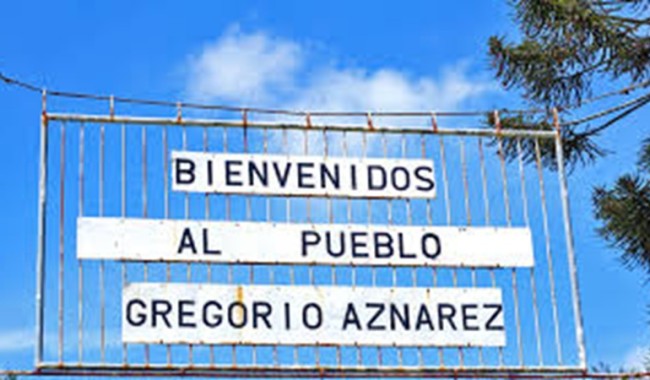 BIENVENIDOS
AL PUEBLO
GREGORIO AZNAREZ